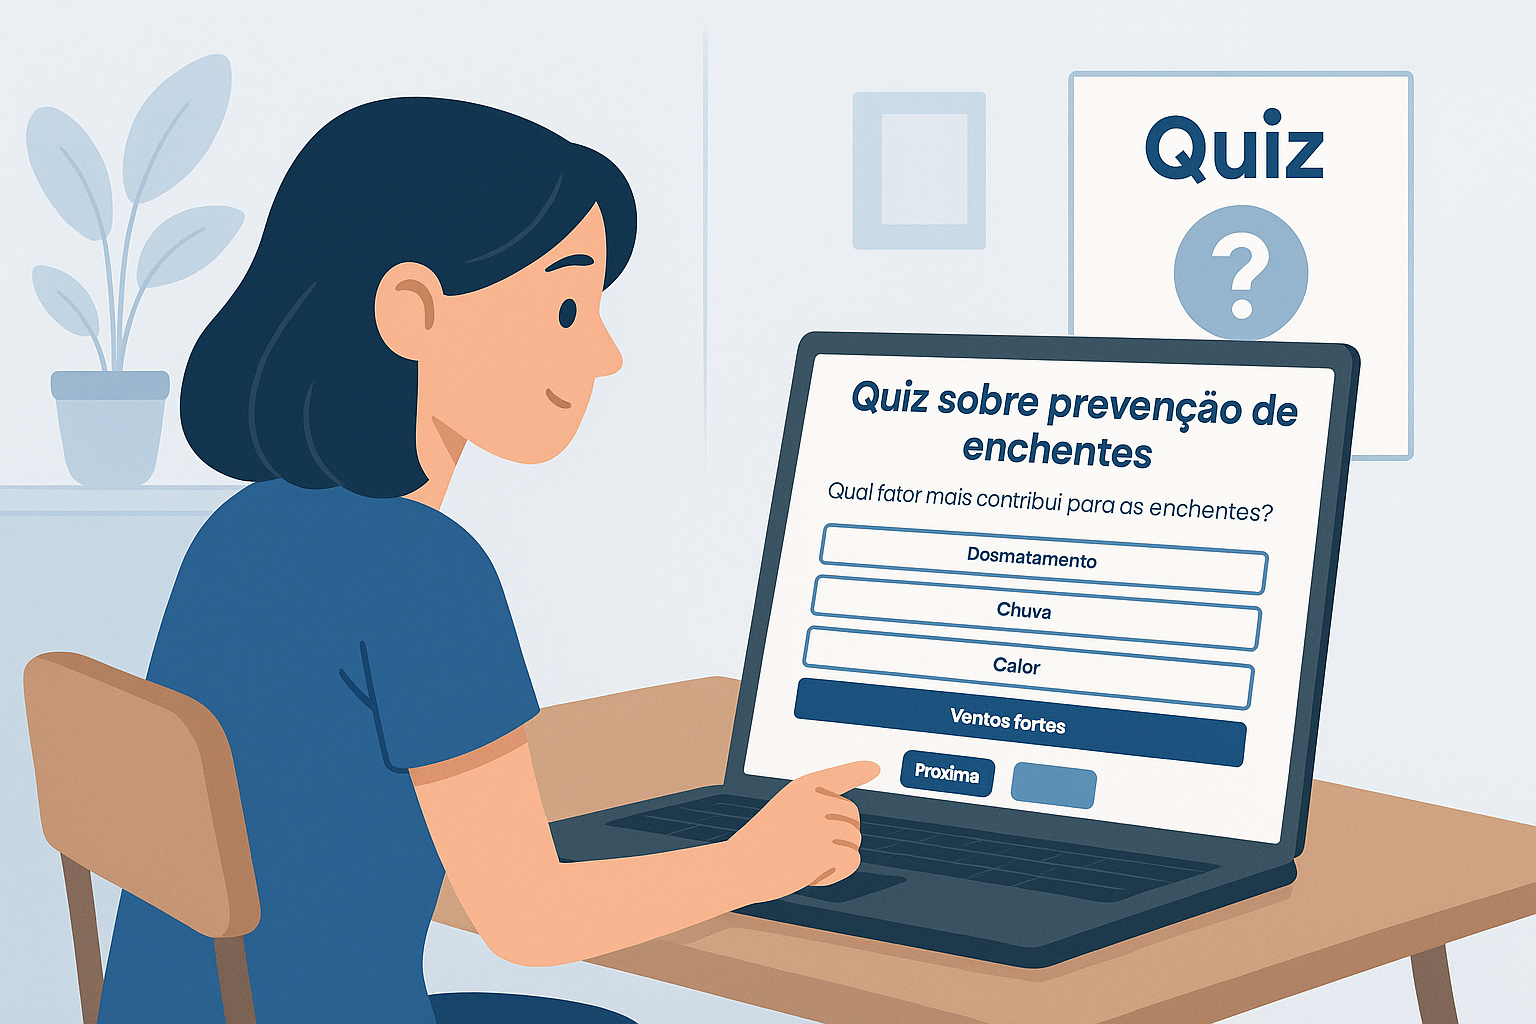 Quiz
?
Quiz sobre prevençäo de
enchentes
Qual fator mais contribui para as enchentes?
Dosmatamento
Chuva
Calor
Ventos fortes
Proxima